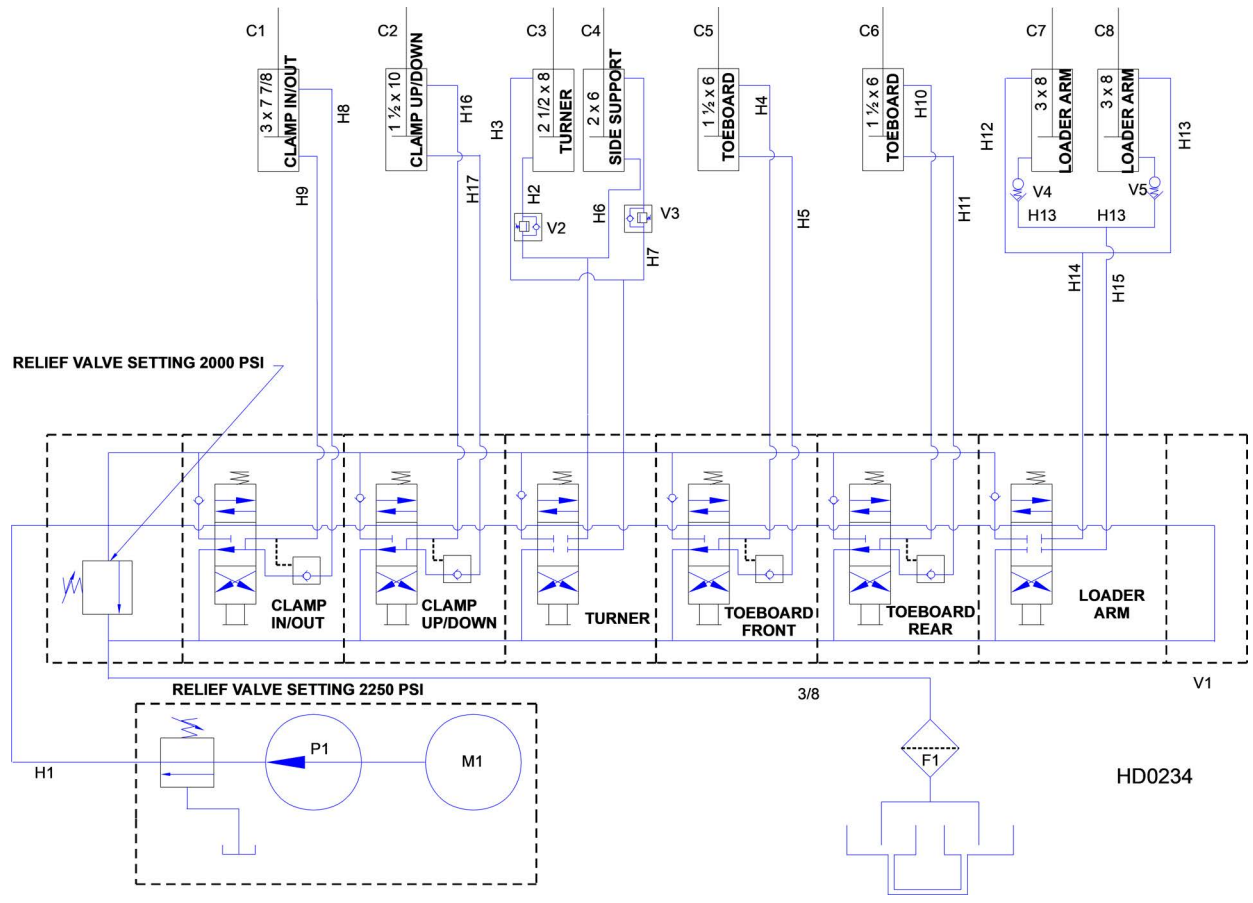 C1
C2
C3
C4
C5
C6
C7
C8
3 x 7 7/8
CLAMP IN/OUT
H8
H9
1 ½ x 10
CLAMP UP/DOWN
H16
H17
H3
2 1/2 x 8
TURNER
2 x 6
SIDE SUPPORT
H2
H6
V2
V3
H7
1 ½ x 6
TOEBOARD
H4
H5
1 ½ x 6
TOEBOARD
H10
H11
H12
3 x 8
LOADER ARM
3 x 8
LOADER ARM
H13
V4
V5
H13
H13
H14
H15
RELIEF VALVE SETTING 2000 PSI
CLAMP
IN/OUT
CLAMP
UP/DOWN
TURNER
TOEBOARD
FRONT
TOEBOARD
REAR
LOADER
ARM
V1
RELIEF VALVE SETTING 2250 PSI
3/8
H1
P1
M1
F1
HD0234